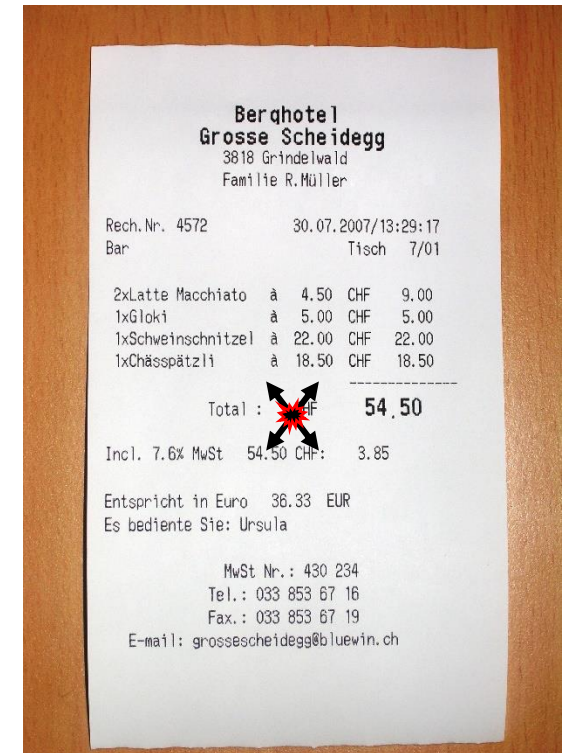 Berghotel
Grosse Scheidegg
3818 Grindelwald
Familie R.Müller
Rech.Nr. 4572 30.07.2007/13:29:17
Bar Tisch 7/01
2xLatte Macchiato à 4.50 CHF 9.00
1xGloki à 5.00 CHF 5.00
1xSchweinschnitzel à 22.00 CHF 22.00
1xChässpätzli à 18.50 CHF 18.50
Total : 54.50
Incl. 7.6% MwSt 54.50 CHF: 3.85
Entspricht in Euro 36.33 EUR
Es bediente Sie: Ursula
MwSt Nr.: 430 234
Tel.: 033 853 67 16
Fax.: 033 853 67 19
E-mail: grossescheidegg@bluewin.ch